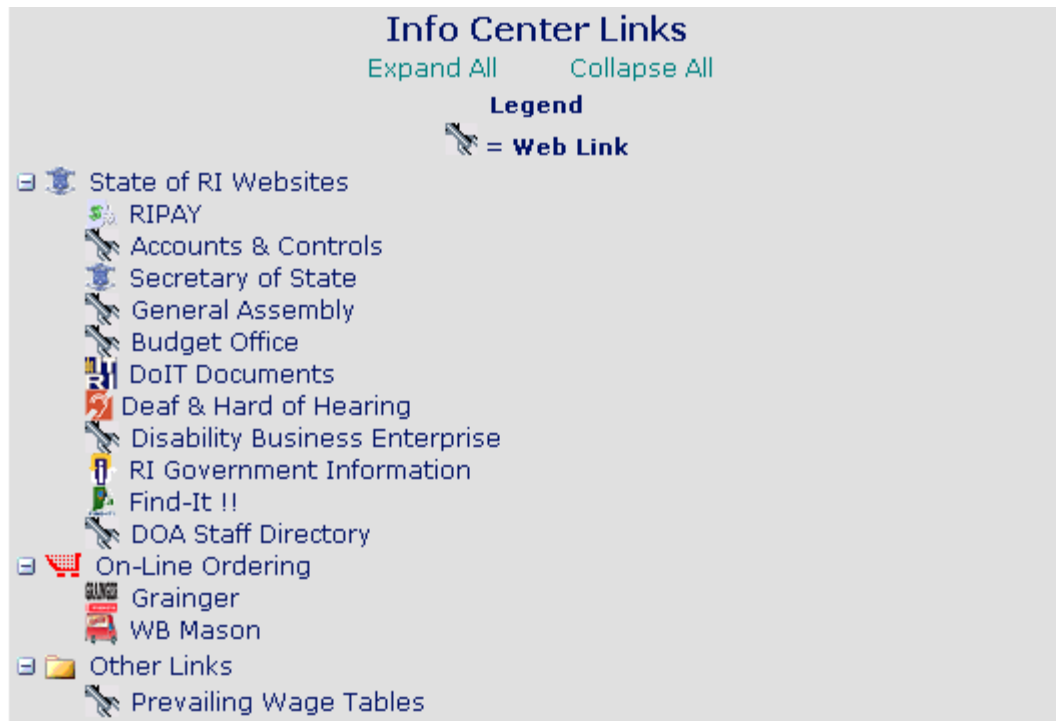 Info Center Links
Expand All Collapse All
Legend
= Web Link
State of RI Websites
RIPAY
Accounts & Controls
Secretary of State
General Assembly
Budget Office
DoIT Documents
Deaf & Hard of Hearing
Disability Business Enterprise
RI Government Information
Find-It !!
DOA Staff Directory
On-Line Ordering
GRAINGER Grainger
WB Mason
Other Links
Prevailing Wage Tables